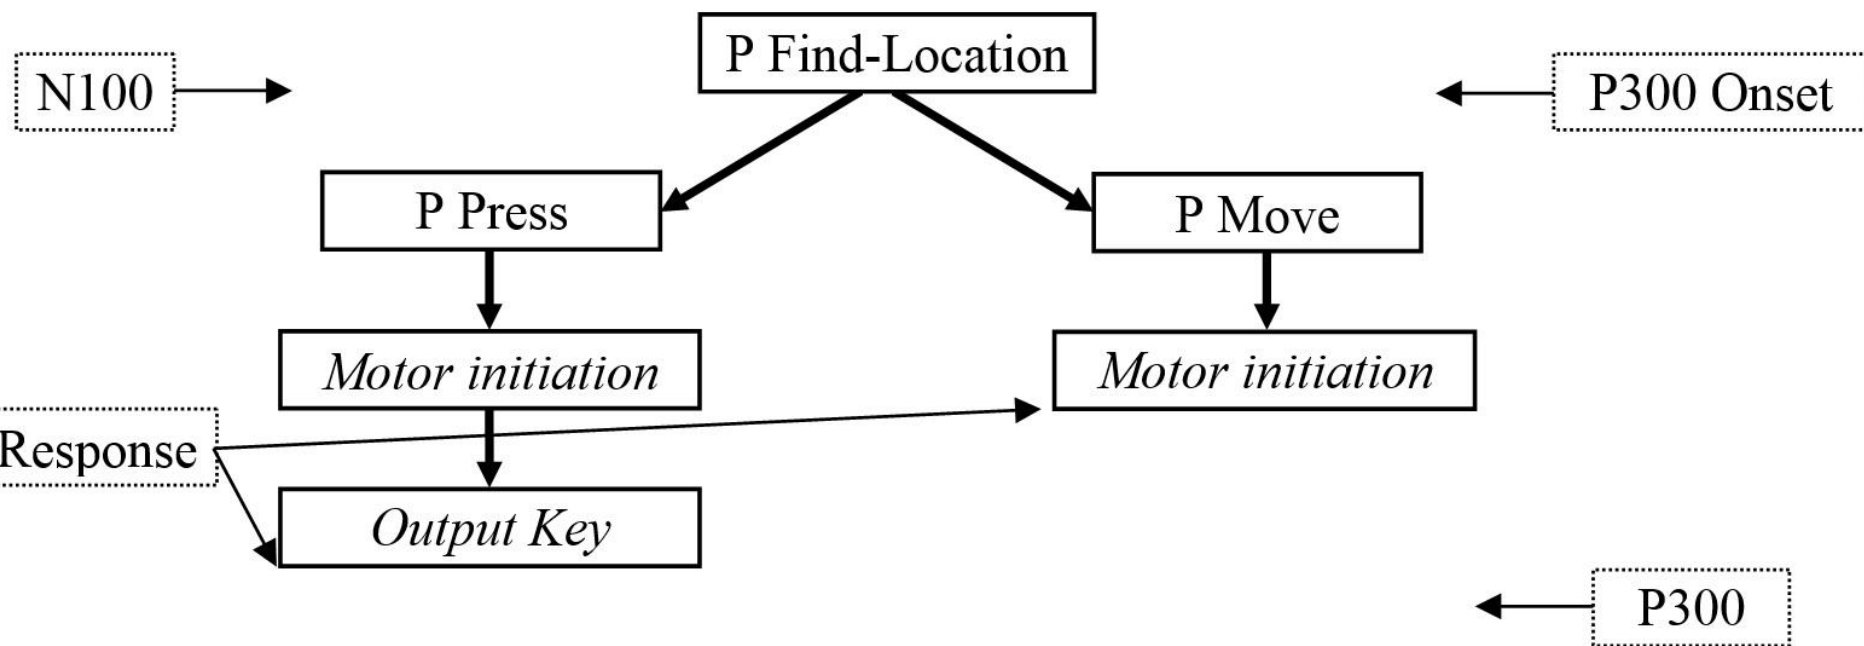 P Find-Location
N100
P300 Onset
P Press
P Move
Motor initiation
Motor initiation
Response
Output Key
P300